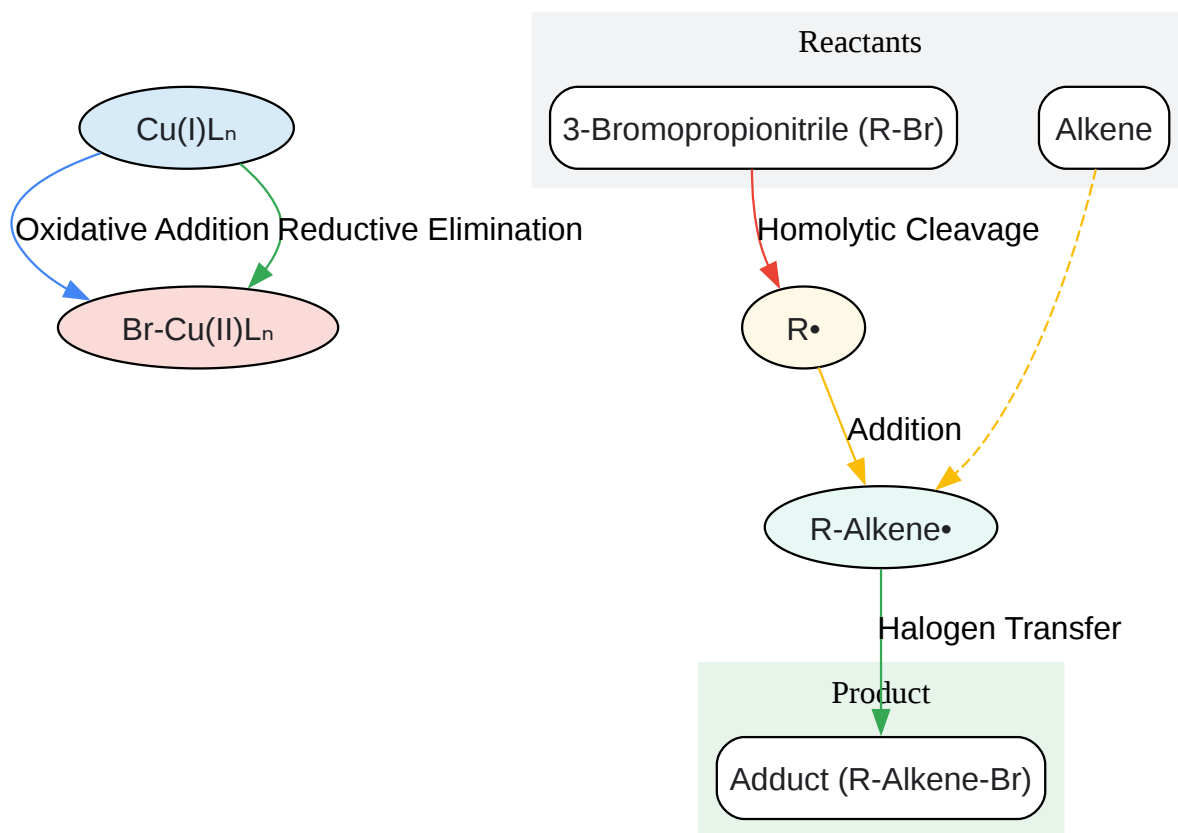 Reactants
Cu(I)Lₙ
3-Bromopropionitrile (R-Br)
Alkene
Oxidative Addition
Reductive Elimination
Homolytic Cleavage
Br-Cu(II)Lₙ
R•
Addition
R-Alkene•
Halogen Transfer
Product
Adduct (R-Alkene-Br)